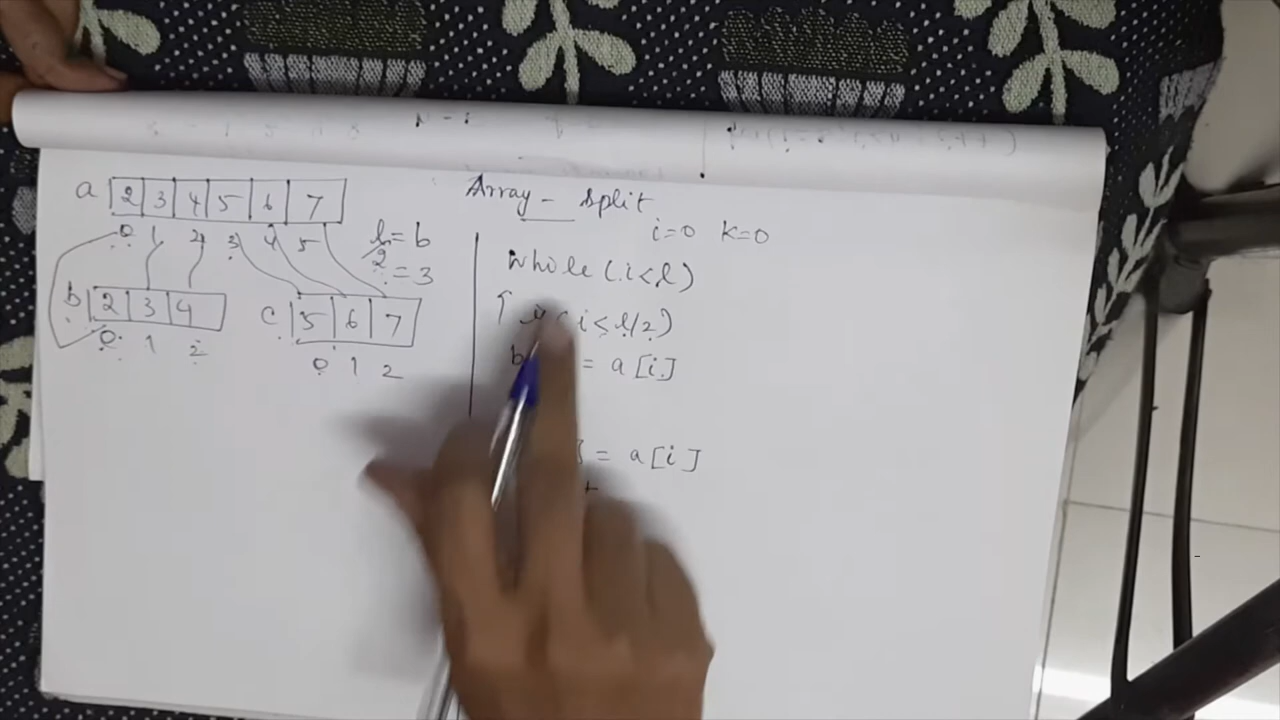 Array - Split
a 2 3 4 5 6 7
0 1 2 3 4 5
l = 6
2 = 3
b 2 3 4
0 1 2
c 5 6 7
0 1 2
i=0 k=0
while (i<l)
i<l/2)
b = a[i]
] = a[i]